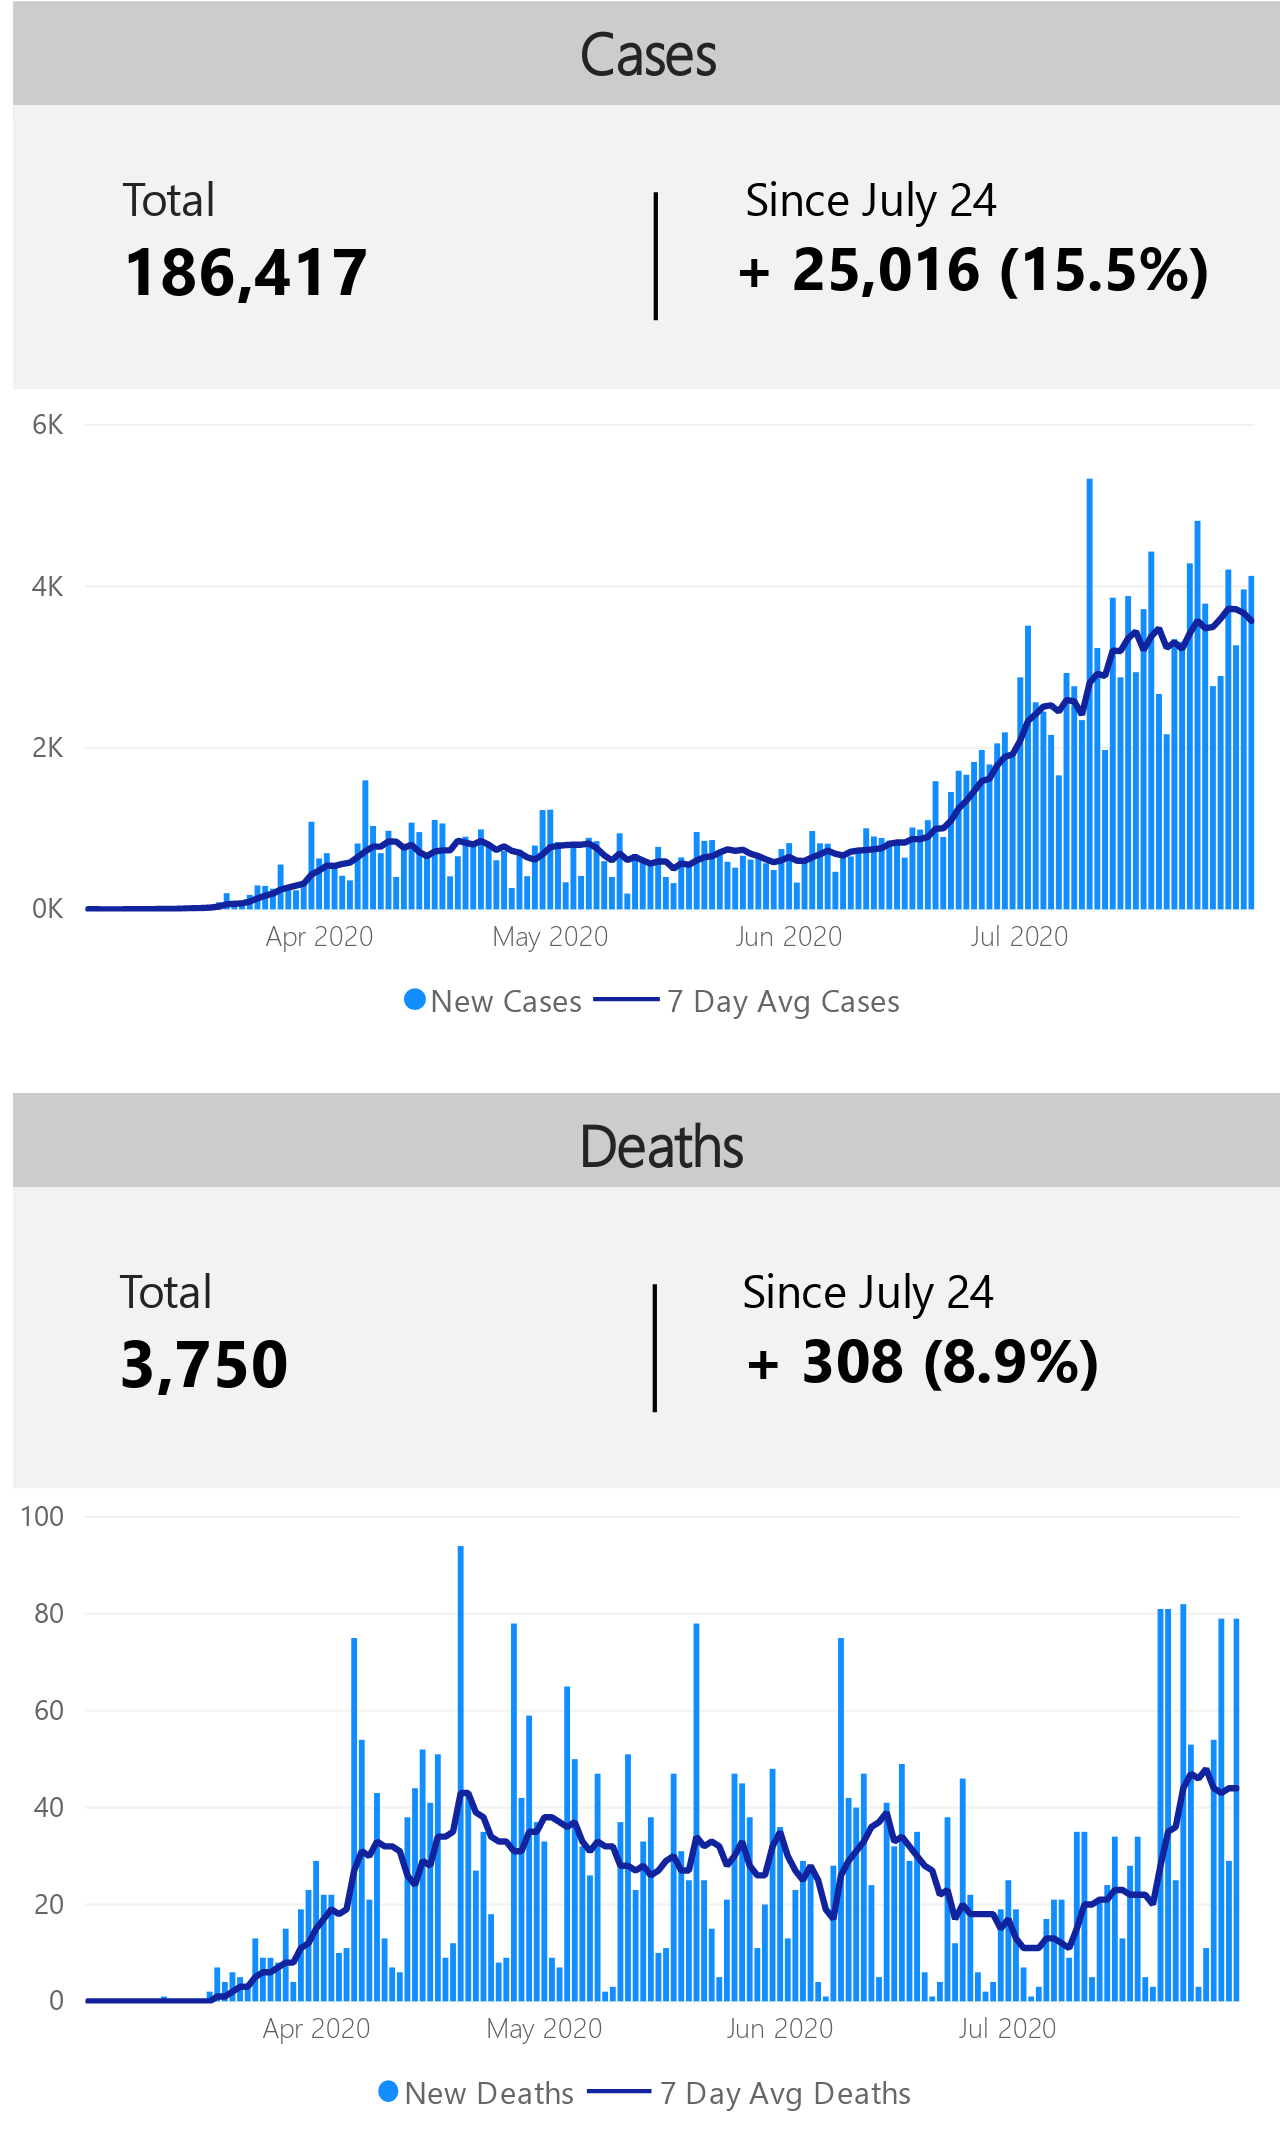 Cases
Total
Since July 24
186,417
+ 25,016 (15.5%)
6K
4K
2K
0K
Apr 2020
May 2020
Jun 2020
Jul 2020
New Cases
7 Day Avg Cases
Deaths
Total
Since July 24
3,750
+ 308 (8.9%)
100
80
60
40
20
0
Apr 2020
May 2020
Jun 2020
Jul 2020
New Deaths
7 Day Avg Deaths